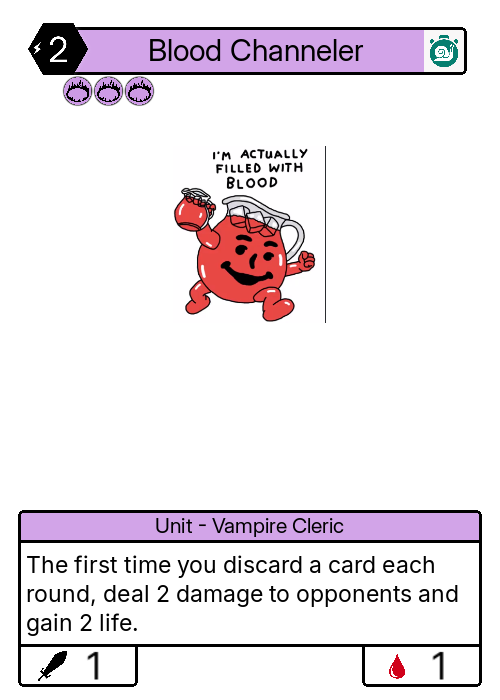 2
Blood Channeler
I'M ACTUALLY
FILLED WITH
BLOOD
Unit - Vampire Cleric
The first time you discard a card each
round, deal 2 damage to opponents and
gain 2 life.
1
1